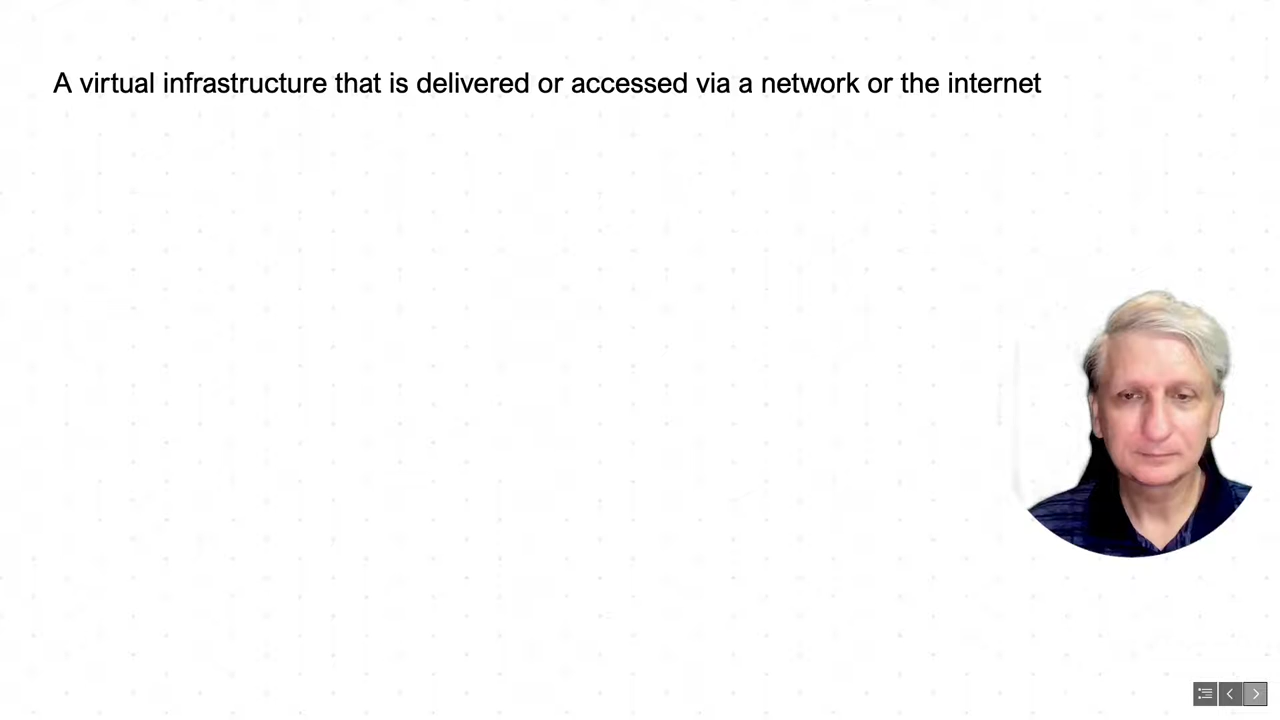 A virtual infrastructure that is delivered or accessed via a network or the internet